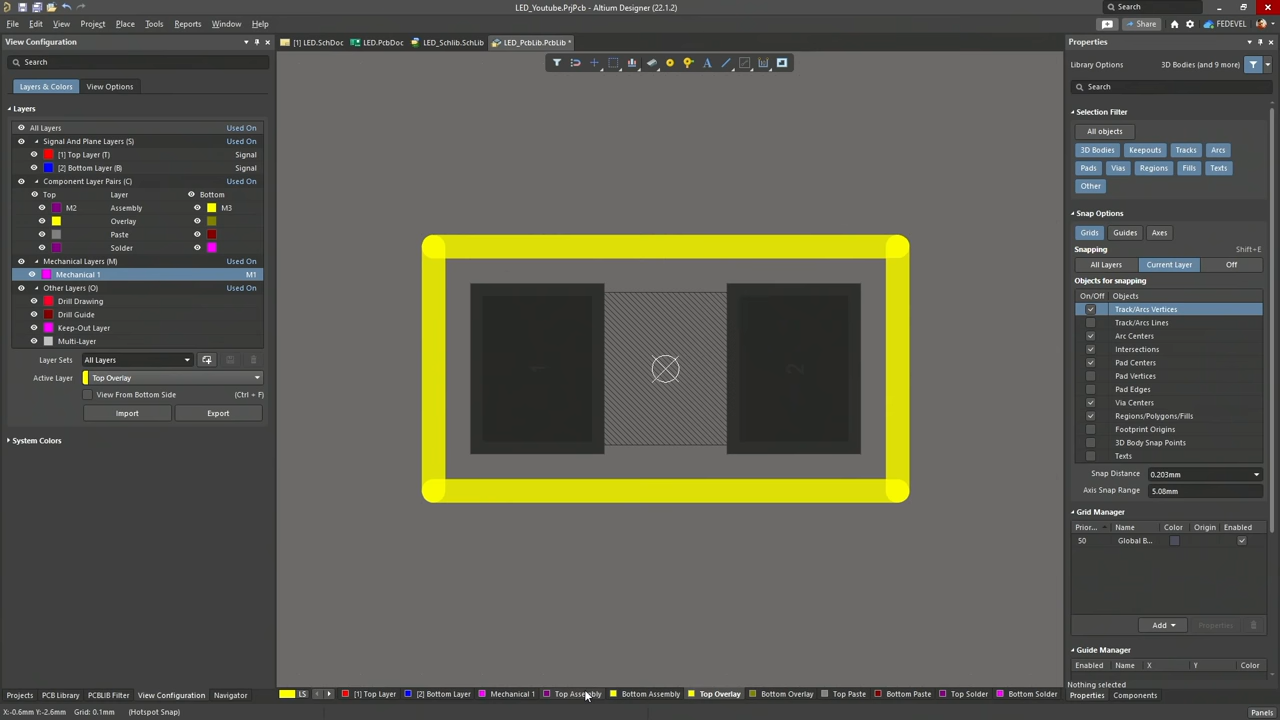 LED_Youtube.PrjPcb - Altium Designer (22.1.2)
Search
File Edit View Project Place Tools Reports Window Help
Share
FEDEVEL
View Configuration
[1] LED.SchDoc
LED.PcbDoc
LED_Schlib.SchLib
LED_PcbLib.PcbLib *
Properties
Search
Library Options
3D Bodies (and 9 more)
Search
Layers & Colors
View Options
Layers
All Layers Used On
Signal And Plane Layers (S) Used On
[1] Top Layer (T) Signal
[2] Bottom Layer (B) Signal
Component Layer Pairs (C) Used On
Top Layer Bottom
M2 Assembly M3
Overlay
Paste
Solder
Mechanical Layers (M) Used On
Mechanical 1 M1
Other Layers (O) Used On
Drill Drawing
Drill Guide
Keep-Out Layer
Multi-Layer
Layer Sets All Layers
Active Layer Top Overlay
View From Bottom Side (Ctrl + F)
Import Export
System Colors
1
2
Selection Filter
All objects
3D Bodies Keepouts Tracks Arcs
Pads Vias Regions Fills Texts
Other
Snap Options
Grids Guides Axes
Snapping Shift+E
All Layers Current Layer Off
Objects for snapping
On/Off Objects
Track/Arcs Vertices
Track/Arcs Lines
Arc Centers
Intersections
Pad Centers
Pad Vertices
Pad Edges
Via Centers
Regions/Polygons/Fills
Footprint Origins
3D Body Snap Points
Texts
Snap Distance 0.203mm
Axis Snap Range 5.08mm
Grid Manager
Prior... Name Color Origin Enabled
50 Global B...
Add Properties
Guide Manager
Enabled Name X Y Color
Nothing selected
Projects PCB Library PCBLIB Filter View Configuration Navigator
LS [1] Top Layer [2] Bottom Layer Mechanical 1 Top Assembly Bottom Assembly Top Overlay Bottom Overlay Top Paste Bottom Paste Top Solder Bottom Solder
Properties Components
X:-0.6mm Y:-2.6mm Grid: 0.1mm (Hotspot Snap)
Panels